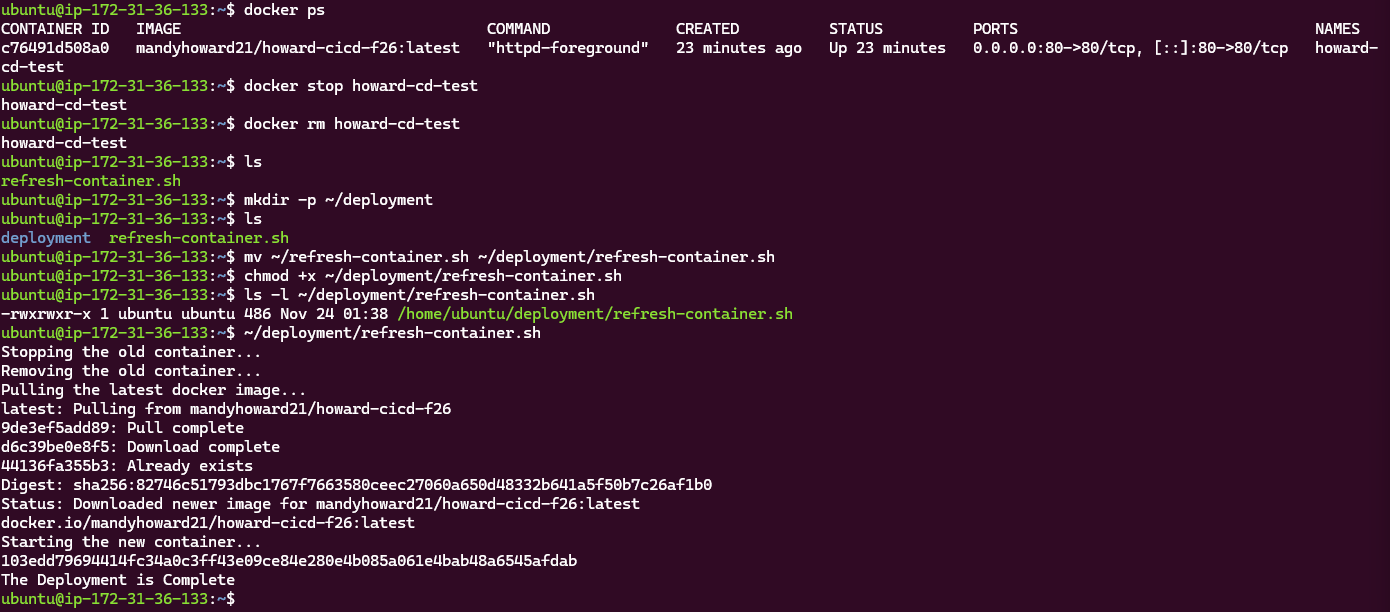 ubuntu@ip-172-31-36-133:~$ docker ps
CONTAINER ID   IMAGE                                  COMMAND              CREATED          STATUS          PORTS                                 NAMES
c76491d508a0   mandyhoward21/howard-cicd-f26:latest   "httpd-foreground"   23 minutes ago   Up 23 minutes   0.0.0.0:80->80/tcp, [::]:80->80/tcp   howard-
cd-test
ubuntu@ip-172-31-36-133:~$ docker stop howard-cd-test
howard-cd-test
ubuntu@ip-172-31-36-133:~$ docker rm howard-cd-test
howard-cd-test
ubuntu@ip-172-31-36-133:~$ ls
refresh-container.sh
ubuntu@ip-172-31-36-133:~$ mkdir -p ~/deployment
ubuntu@ip-172-31-36-133:~$ ls
deployment  refresh-container.sh
ubuntu@ip-172-31-36-133:~$ mv ~/refresh-container.sh ~/deployment/refresh-container.sh
ubuntu@ip-172-31-36-133:~$ chmod +x ~/deployment/refresh-container.sh
ubuntu@ip-172-31-36-133:~$ ls -l ~/deployment/refresh-container.sh
-rwxrwxr-x 1 ubuntu ubuntu 486 Nov 24 01:38 /home/ubuntu/deployment/refresh-container.sh
ubuntu@ip-172-31-36-133:~$ ~/deployment/refresh-container.sh
Stopping the old container...
Removing the old container...
Pulling the latest docker image...
latest: Pulling from mandyhoward21/howard-cicd-f26
9de3ef5add89: Pull complete
d6c39be0e8f5: Download complete
44136fa355b3: Already exists
Digest: sha256:82746c51793dbc1767f7663580ceec27060a650d48332b641a5f50b7c26af1b0
Status: Downloaded newer image for mandyhoward21/howard-cicd-f26:latest
docker.io/mandyhoward21/howard-cicd-f26:latest
Starting the new container...
103edd79694414fc34a0c3ff43e09ce84e280e4b085a061e4bab48a6545afdab
The Deployment is Complete
ubuntu@ip-172-31-36-133:~$